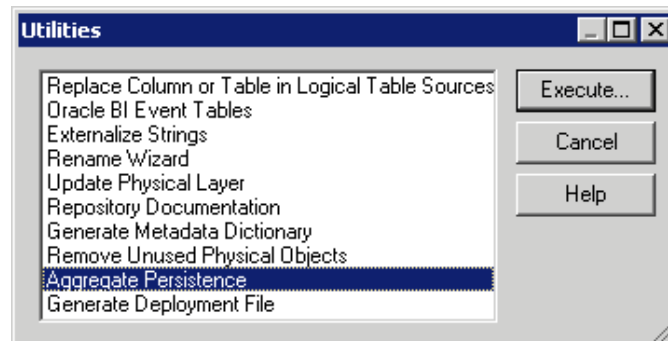 Utilities
Replace Column or Table in Logical Table Sources
Oracle BI Event Tables
Externalize Strings
Rename Wizard
Update Physical Layer
Repository Documentation
Generate Metadata Dictionary
Remove Unused Physical Objects
Aggregate Persistence
Generate Deployment File
Execute...
Cancel
Help